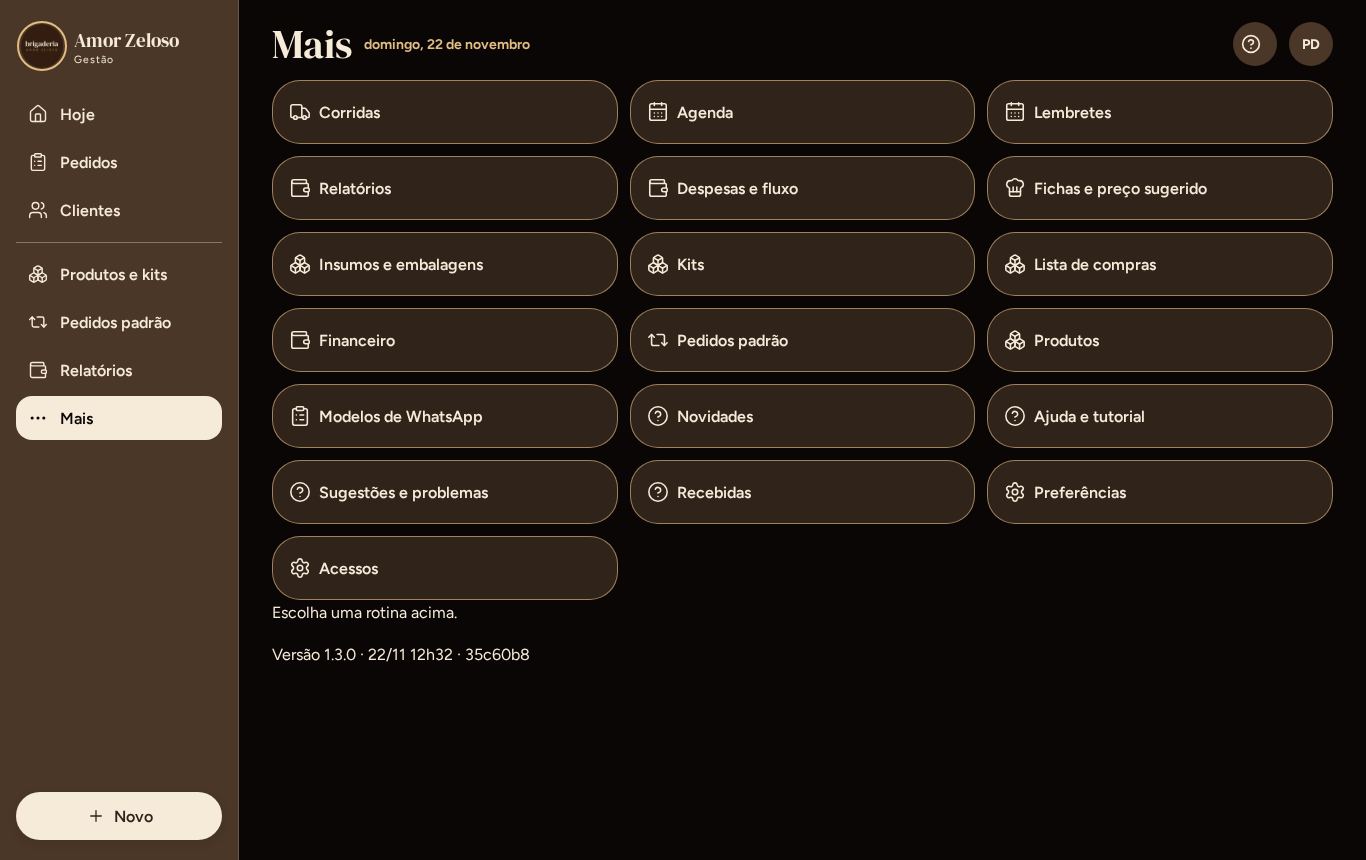 brigaderia
Amor Zeloso
Gestão
Hoje
Pedidos
Clientes
Produtos e kits
Pedidos padrão
Relatórios
Mais
Novo
Mais
domingo, 22 de novembro
PD
Corridas
Agenda
Lembretes
Relatórios
Despesas e fluxo
Fichas e preço sugerido
Insumos e embalagens
Kits
Lista de compras
Financeiro
Pedidos padrão
Produtos
Modelos de WhatsApp
Novidades
Ajuda e tutorial
Sugestões e problemas
Recebidas
Preferências
Acessos
Escolha uma rotina acima.
Versão 1.3.0 · 22/11 12h32 · 35c60b8